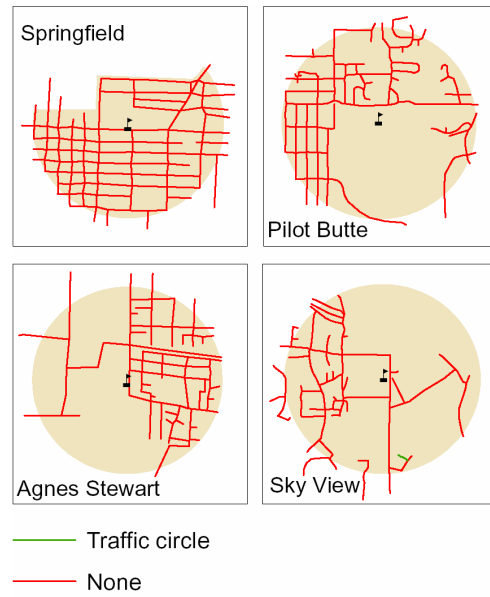 Springfield
Pilot Butte
Agnes Stewart
Sky View
Traffic circle
None